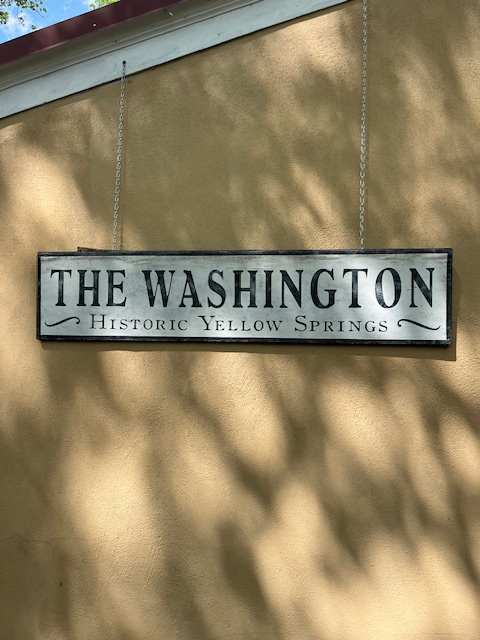 THE WASHINGTON
Historic Yellow Springs